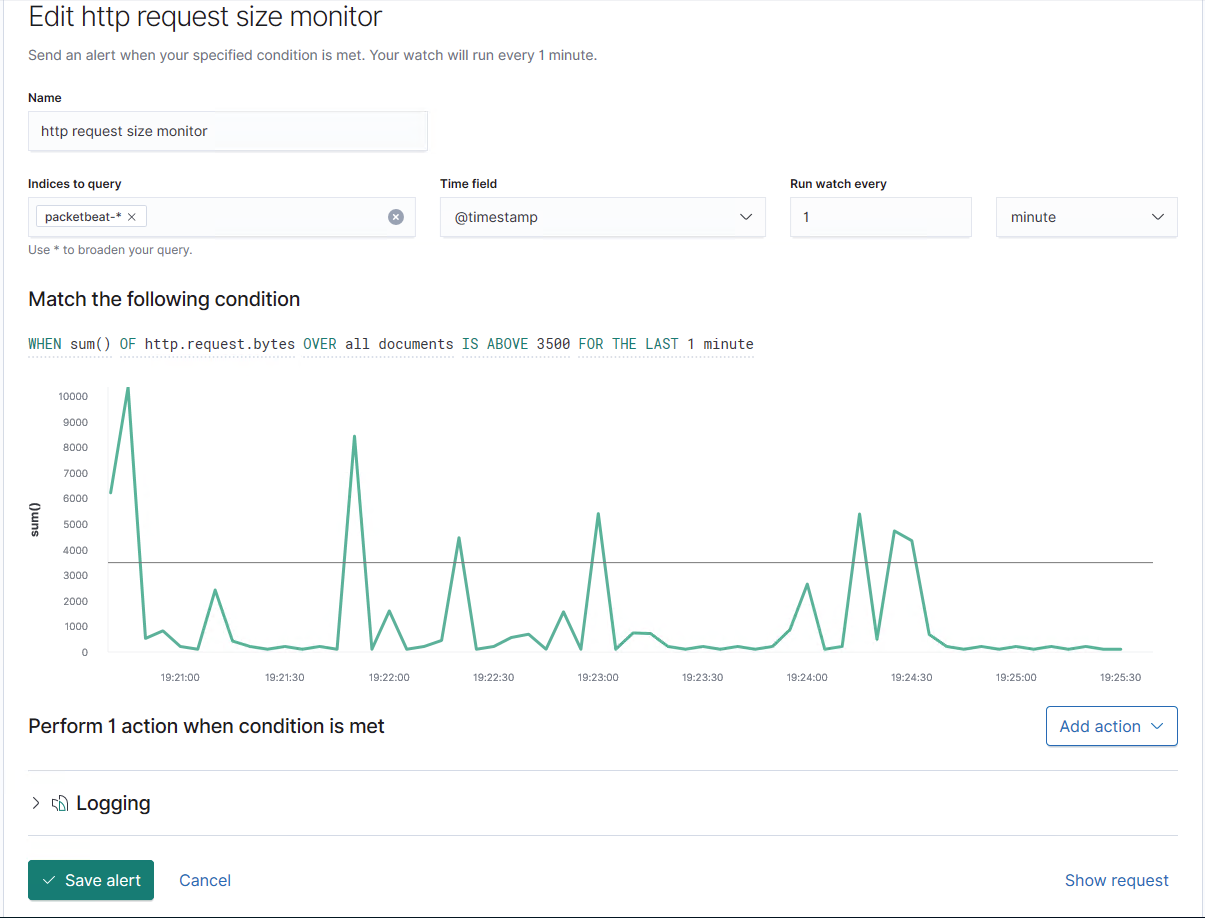 Edit http request size monitor
Send an alert when your specified condition is met. Your watch will run every 1 minute.
Name
http request size monitor
Indices to query
Time field
Run watch every
packetbeat-*
@timestamp
1
minute
Use * to broaden your query.
Match the following condition
WHEN sum() OF http.request.bytes OVER all documents IS ABOVE 3500 FOR THE LAST 1 minute
sum()
10000
9000
8000
7000
6000
5000
4000
3000
2000
1000
0
19:21:00 19:21:30 19:22:00 19:22:30 19:23:00 19:23:30 19:24:00 19:24:30 19:25:00 19:25:30
Perform 1 action when condition is met
Add action
Logging
Save alert
Cancel
Show request